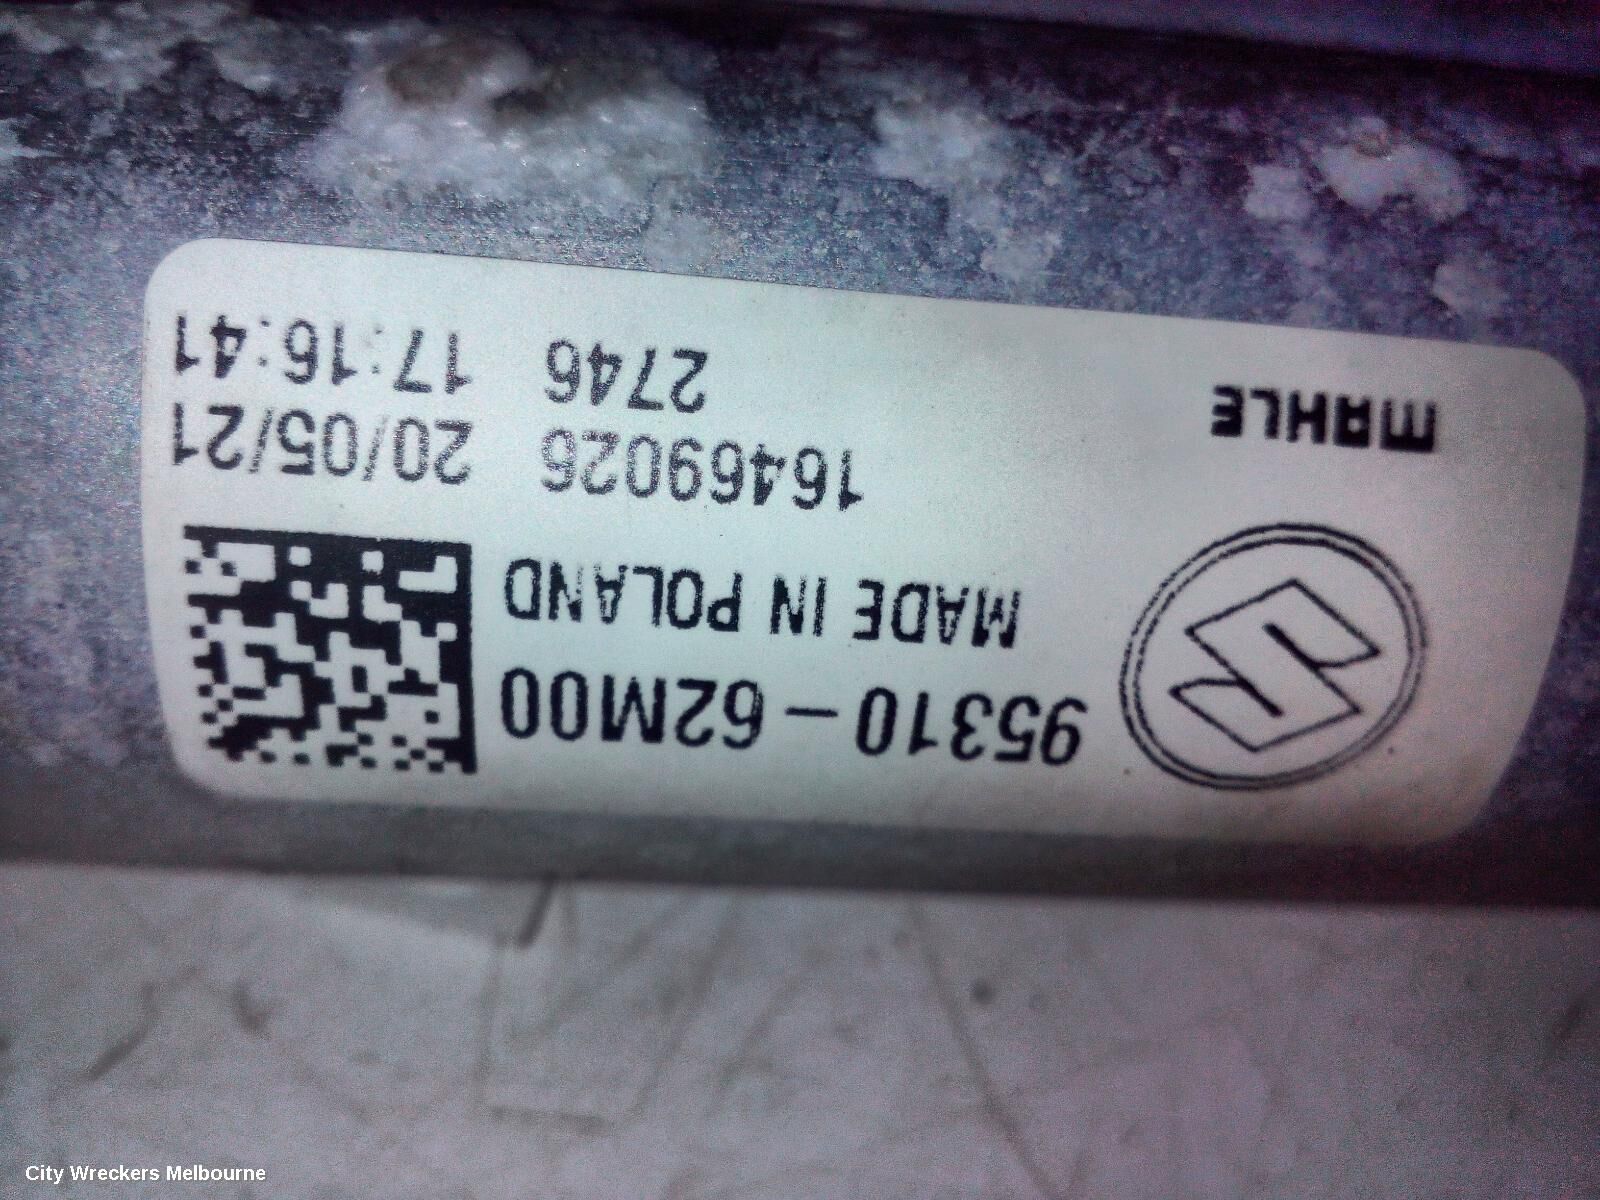 95310-62M00
MADE IN POLAND
16469026 20/05/21
2746 17:16:41
MAHLE
City Wreckers Melbourne